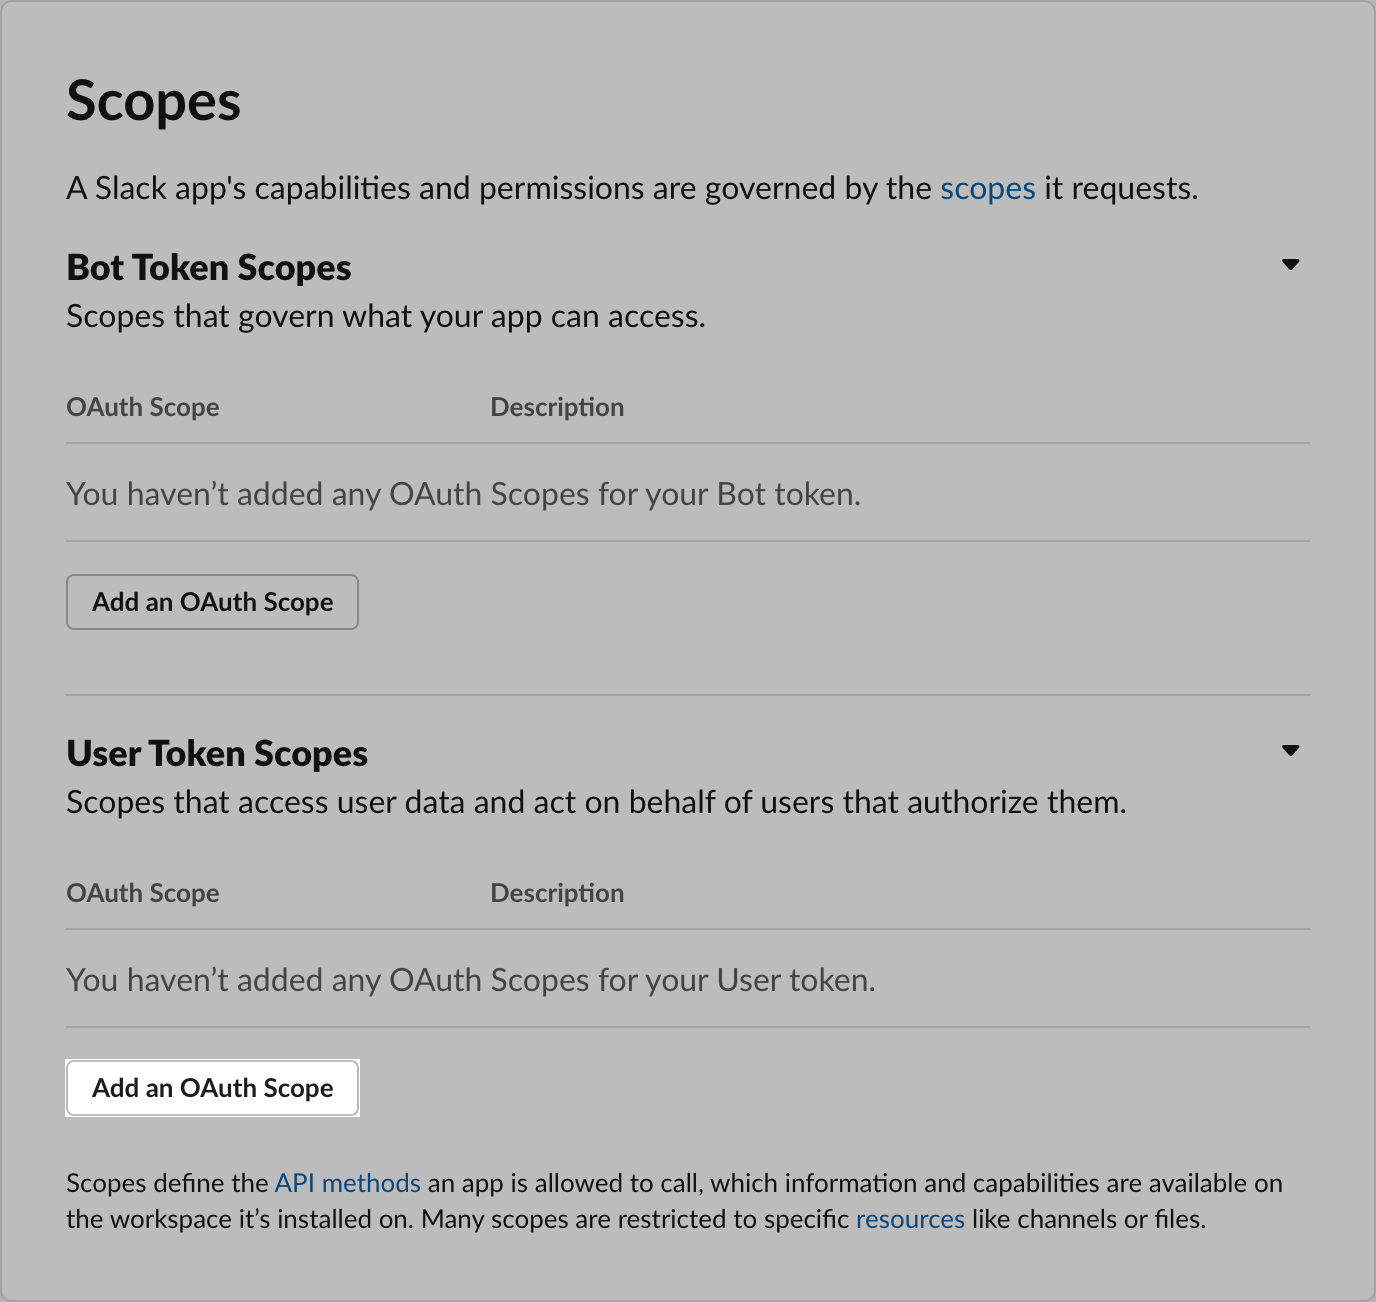 Scopes
A Slack app's capabilities and permissions are governed by the scopes it requests.
Bot Token Scopes
Scopes that govern what your app can access.
OAuth Scope Description
You haven’t added any OAuth Scopes for your Bot token.
Add an OAuth Scope
User Token Scopes
Scopes that access user data and act on behalf of users that authorize them.
OAuth Scope Description
You haven’t added any OAuth Scopes for your User token.
Add an OAuth Scope
Scopes define the API methods an app is allowed to call, which information and capabilities are available on
the workspace it’s installed on. Many scopes are restricted to specific resources like channels or files.